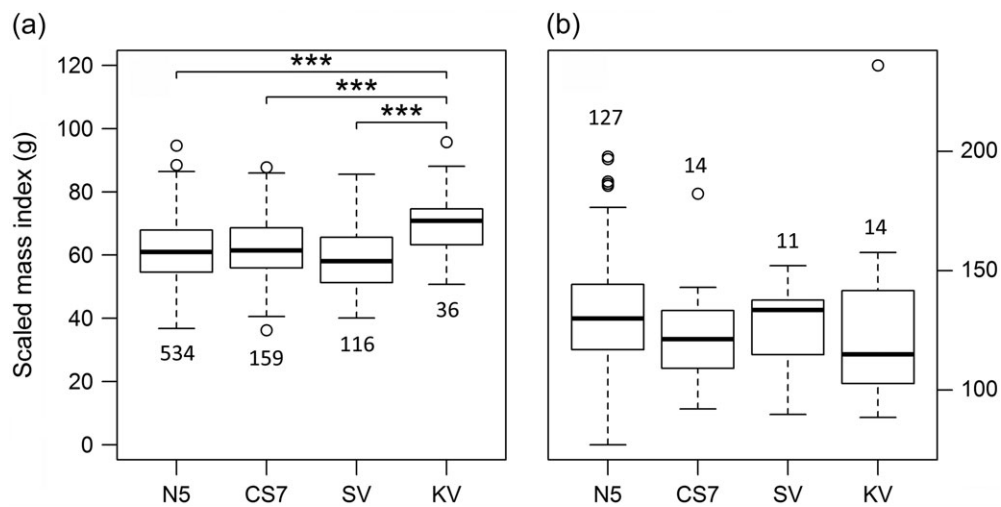 (a) (b)
120
100
80
60
40
20
0
Scaled mass index (g)
***
***
***
534 159 116 36
N5 CS7 SV KV
127 14 11 14
200
150
100
N5 CS7 SV KV